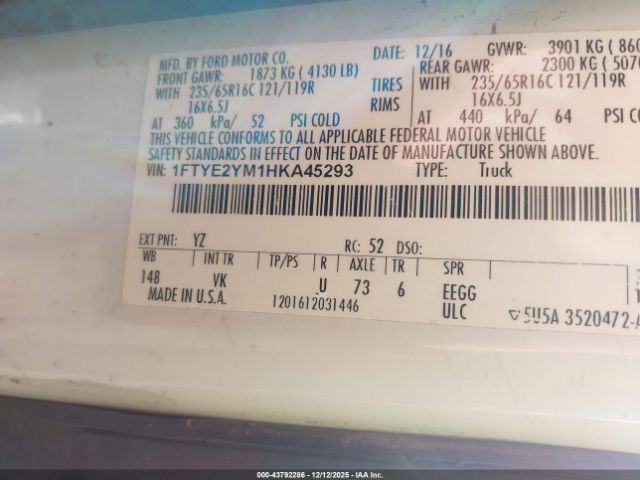 MFD. BY FORD MOTOR CO. DATE: 12/16 GVWR: 3901 KG ( 860
FRONT GAWR: 1873 KG ( 4130 LB) REAR GAWR: 2300 KG ( 507
WITH 235/65R16C 121/119R TIRES WITH 235/65R16C 121/119R
16X6.5J RIMS 16X6.5J
AT 360 kPa/ 52 PSI COLD AT 440 kPa/ 64 PSI COLD
THIS VEHICLE CONFORMS TO ALL APPLICABLE FEDERAL MOTOR VEHICLE
SAFETY STANDARDS IN EFFECT ON THE DATE OF MANUFACTURE SHOWN ABOVE.
VIN: 1FTYE2YM1HKA45293 TYPE: Truck
EXT PNT: YZ RC: 52 DSO:
WB INT TR TP/PS R AXLE TR SPR
148 VK U 73 6 EEGG
MADE IN U.S.A. 1201612031446 ULC
5U5A 3520472-
000-43792286 - 12/12/2025 - IAA Inc.